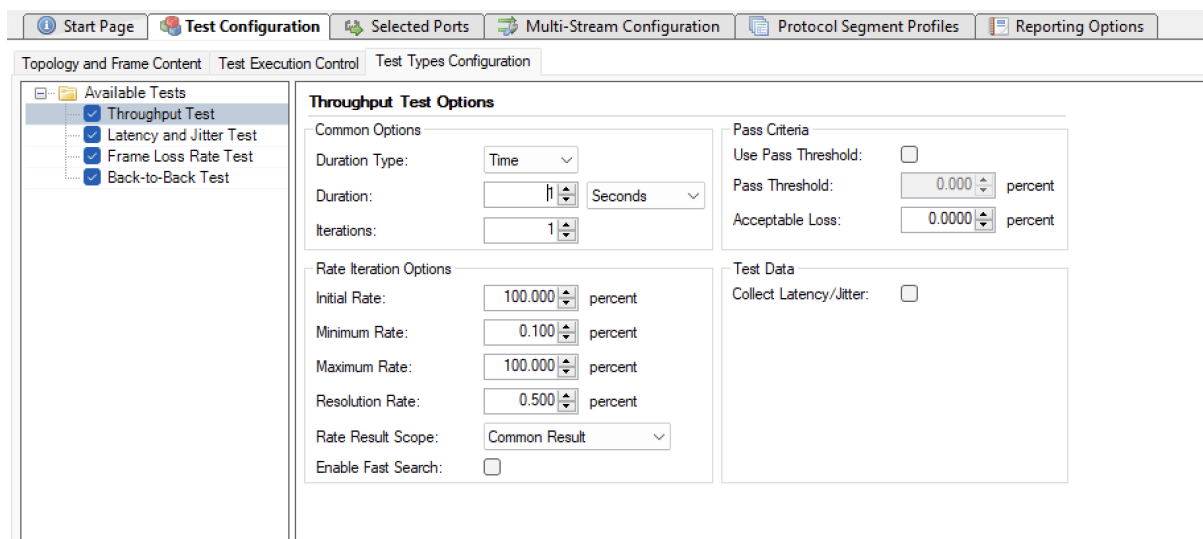 Start Page Test Configuration Selected Ports Multi-Stream Configuration Protocol Segment Profiles Reporting Options
Topology and Frame Content Test Execution Control Test Types Configuration
Available Tests
Throughput Test
Latency and Jitter Test
Frame Loss Rate Test
Back-to-Back Test
Throughput Test Options
Common Options
Duration Type: Time
Duration: 1 Seconds
Iterations: 1
Pass Criteria
Use Pass Threshold:
Pass Threshold: 0.000 percent
Acceptable Loss: 0.0000 percent
Rate Iteration Options
Initial Rate: 100.000 percent
Minimum Rate: 0.100 percent
Maximum Rate: 100.000 percent
Resolution Rate: 0.500 percent
Rate Result Scope: Common Result
Enable Fast Search:
Test Data
Collect Latency/Jitter: